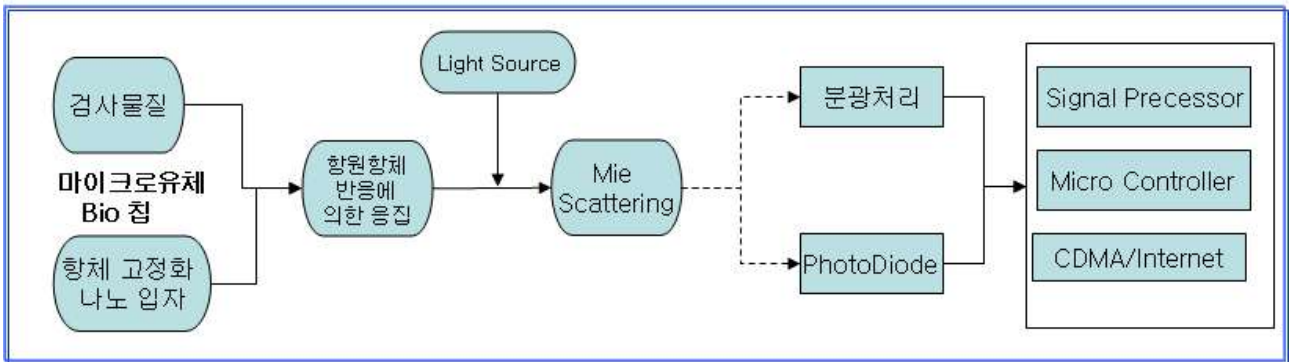 검사물질
마이크로유체
Bio 칩
항체 고정화
나노 입자
항원항체
반응에
의한 응집
Light Source
Mie
Scattering
분광처리
PhotoDiode
Signal Precessor
Micro Controller
CDMA/Internet